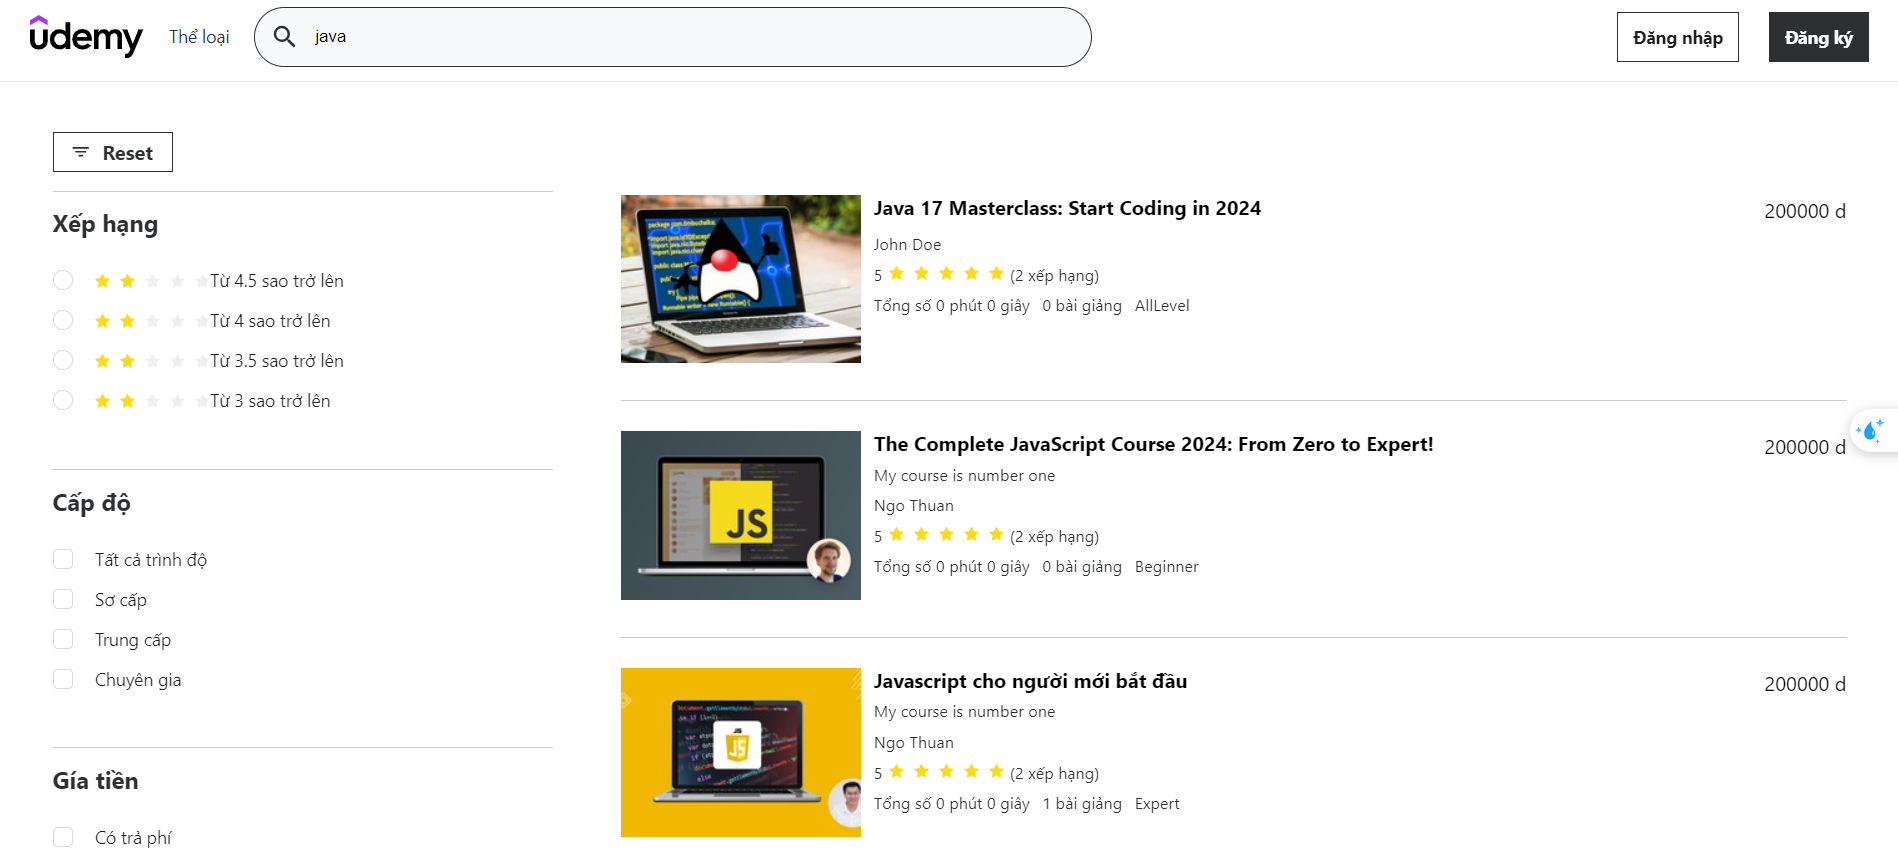 udemy
Thể loại
java
Đăng nhập
Đăng ký
Reset
Xếp hạng
Từ 4.5 sao trở lên
Từ 4 sao trở lên
Từ 3.5 sao trở lên
Từ 3 sao trở lên
Cấp độ
Tất cả trình độ
Sơ cấp
Trung cấp
Chuyên gia
Gía tiền
Có trả phí
Java 17 Masterclass: Start Coding in 2024
200000 d
John Doe
5 (2 xếp hạng)
Tổng số 0 phút 0 giây 0 bài giảng AllLevel
The Complete JavaScript Course 2024: From Zero to Expert!
200000 d
My course is number one
Ngo Thuan
5 (2 xếp hạng)
Tổng số 0 phút 0 giây 0 bài giảng Beginner
JS
Javascript cho người mới bắt đầu
200000 d
My course is number one
Ngo Thuan
5 (2 xếp hạng)
Tổng số 0 phút 0 giây 1 bài giảng Expert
JS
JS